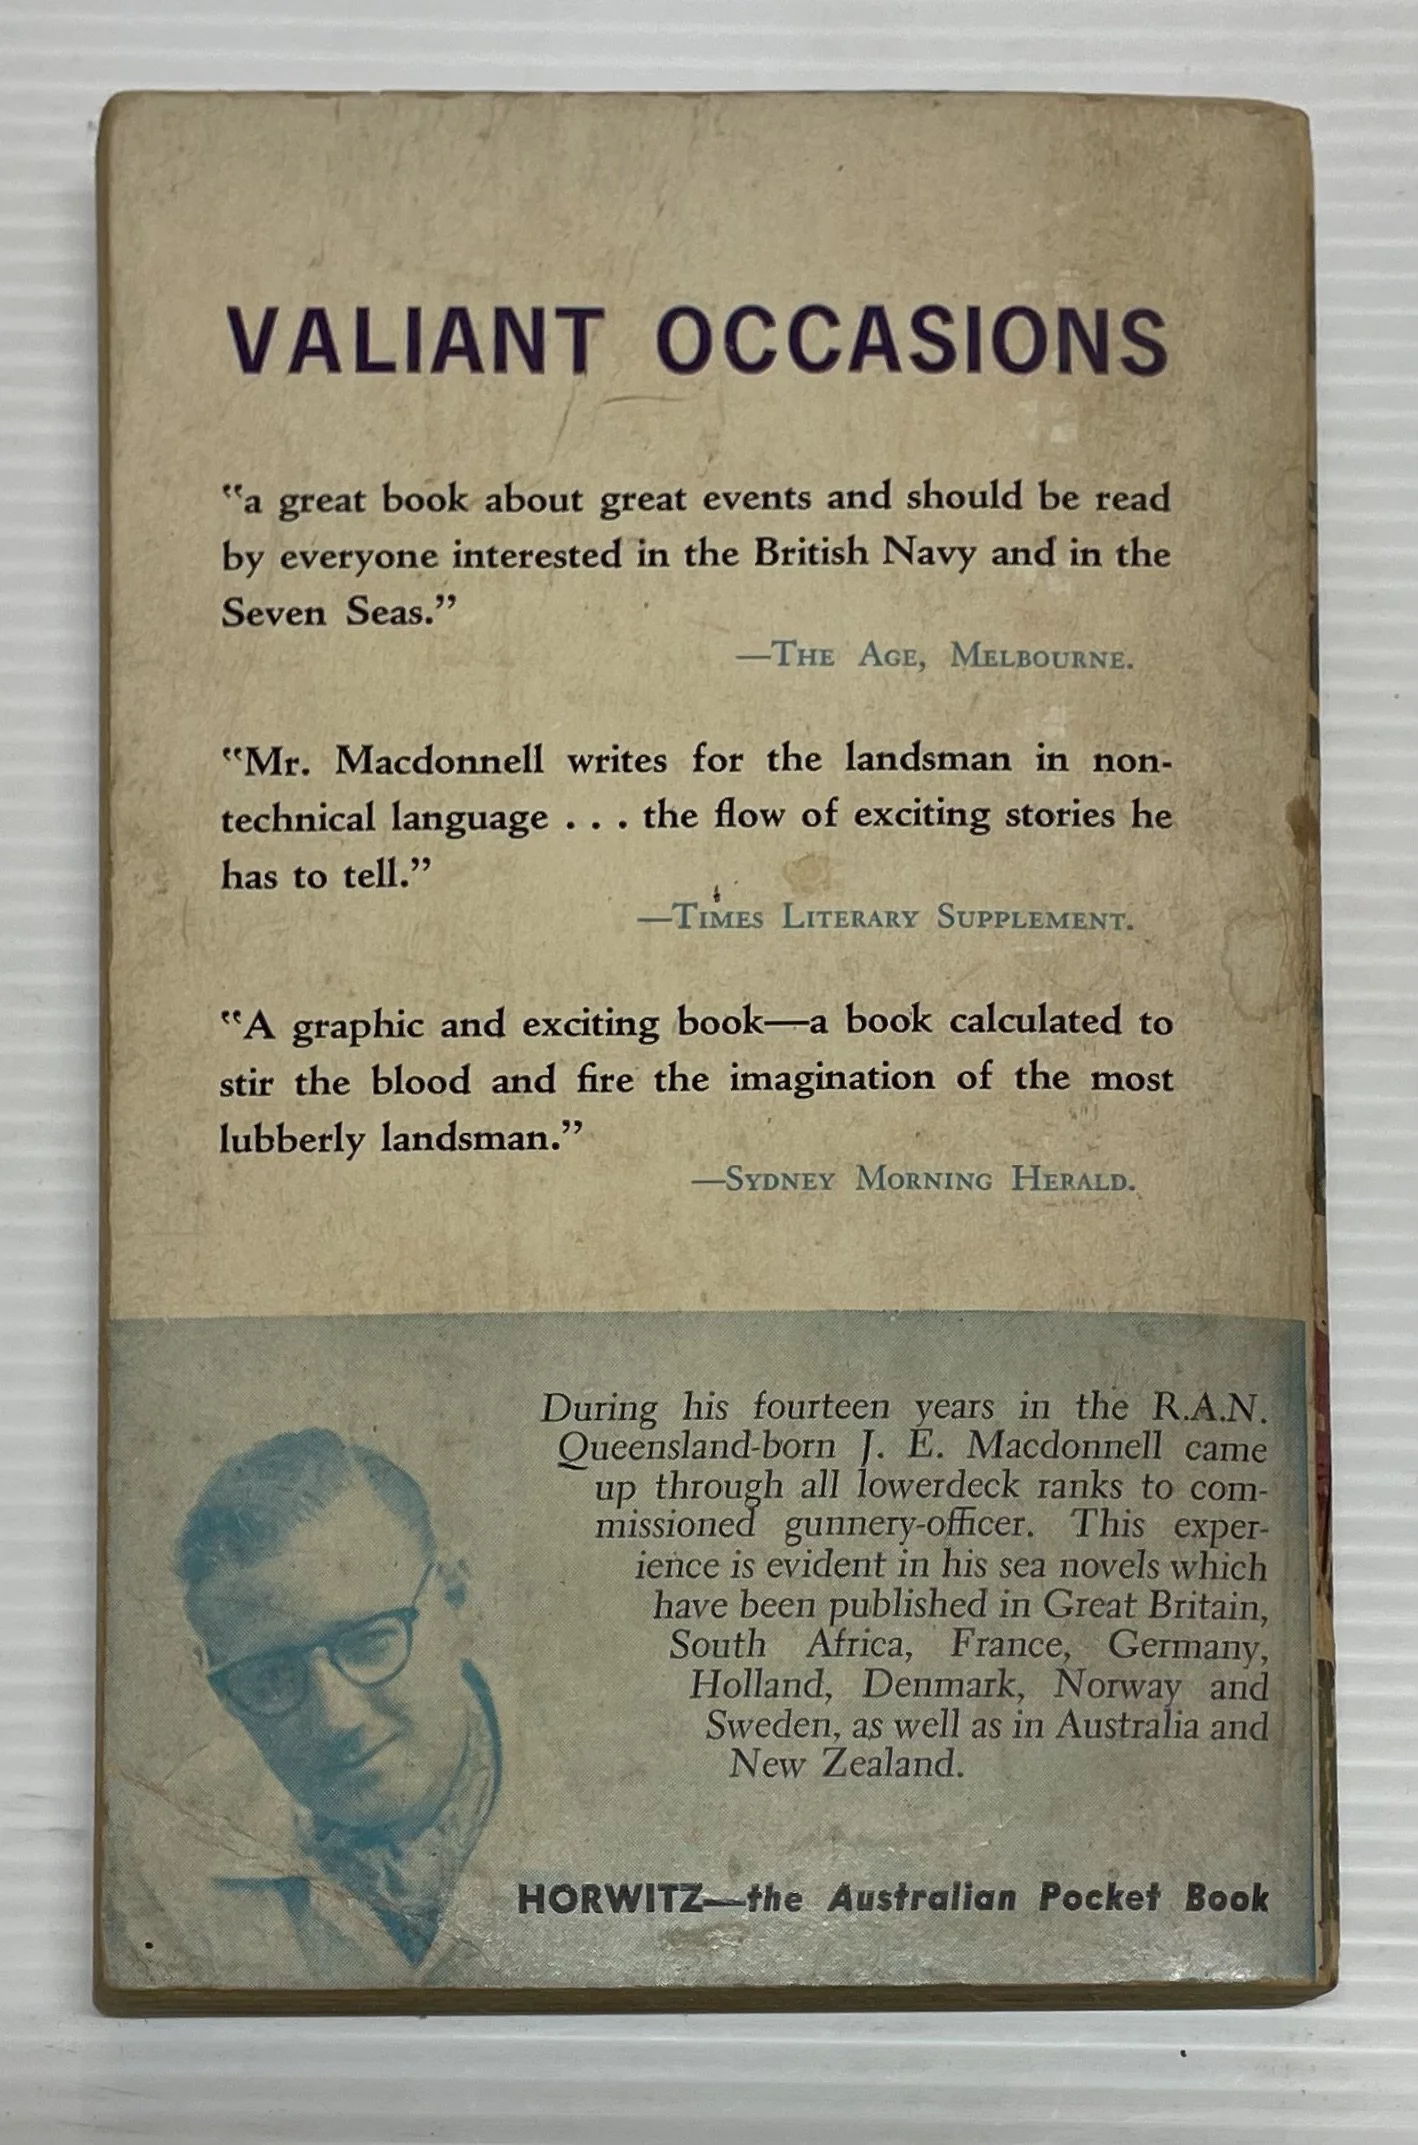 VALIANT OCCASIONS
"a great book about great events and should be read
by everyone interested in the British Navy and in the
Seven Seas."
—The Age, Melbourne.
"Mr. Macdonnell writes for the landsman in non-
technical language . . . the flow of exciting stories he
has to tell."
—Times Literary Supplement.
"A graphic and exciting book—a book calculated to
stir the blood and fire the imagination of the most
lubberly landsman."
—Sydney Morning Herald.
During his fourteen years in the R.A.N.
Queensland-born J. E. Macdonnell came
up through all lowerdeck ranks to com-
missioned gunnery-officer. This exper-
ience is evident in his sea novels which
have been published in Great Britain,
South Africa, France, Germany,
Holland, Denmark, Norway and
Sweden, as well as in Australia and
New Zealand.
HORWITZ—the Australian Pocket Book